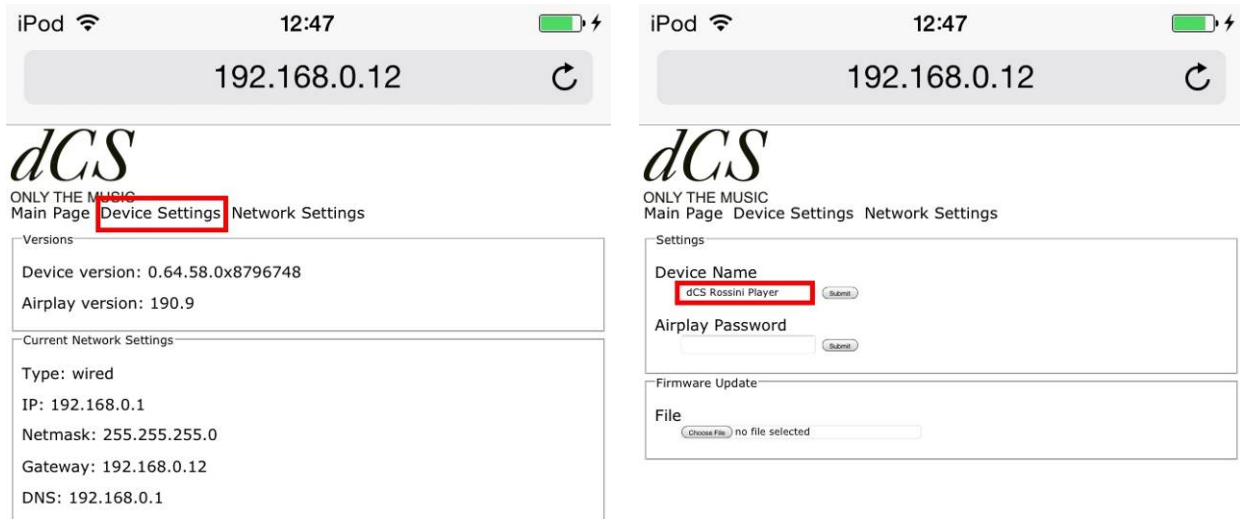 iPod 12:47
192.168.0.12
dCS
ONLY THE MUSIC
Main Page Device Settings Network Settings
Versions
Device version: 0.64.58.0x8796748
Airplay version: 190.9
Current Network Settings
Type: wired
IP: 192.168.0.1
Netmask: 255.255.255.0
Gateway: 192.168.0.12
DNS: 192.168.0.1
iPod 12:47
192.168.0.12
dCS
ONLY THE MUSIC
Main Page Device Settings Network Settings
Settings
Device Name
dCS Rossini Player Submit
Airplay Password
Submit
Firmware Update
File
Choose File no file selected